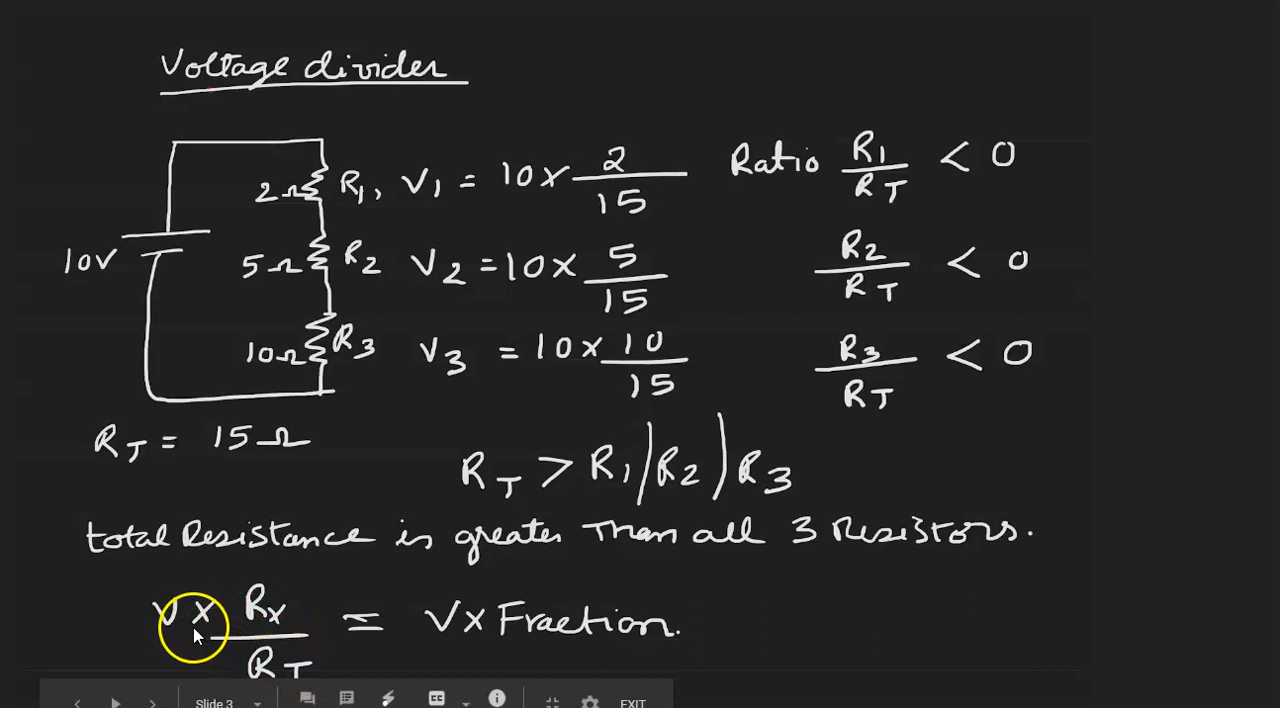 Voltage divider
2Ω R1, V1 = 10 x 2/15 Ratio R1/RT < 0
10V 5Ω R2 V2 = 10 x 5/15 R2/RT < 0
10Ω R3 V3 = 10 x 10/15 R3/RT < 0
RT = 15Ω
RT > R1 / R2 / R3
total Resistance is greater than all 3 Resistors.
V x Rx/RT = V x Fraction.
Slide 3 CC EXIT